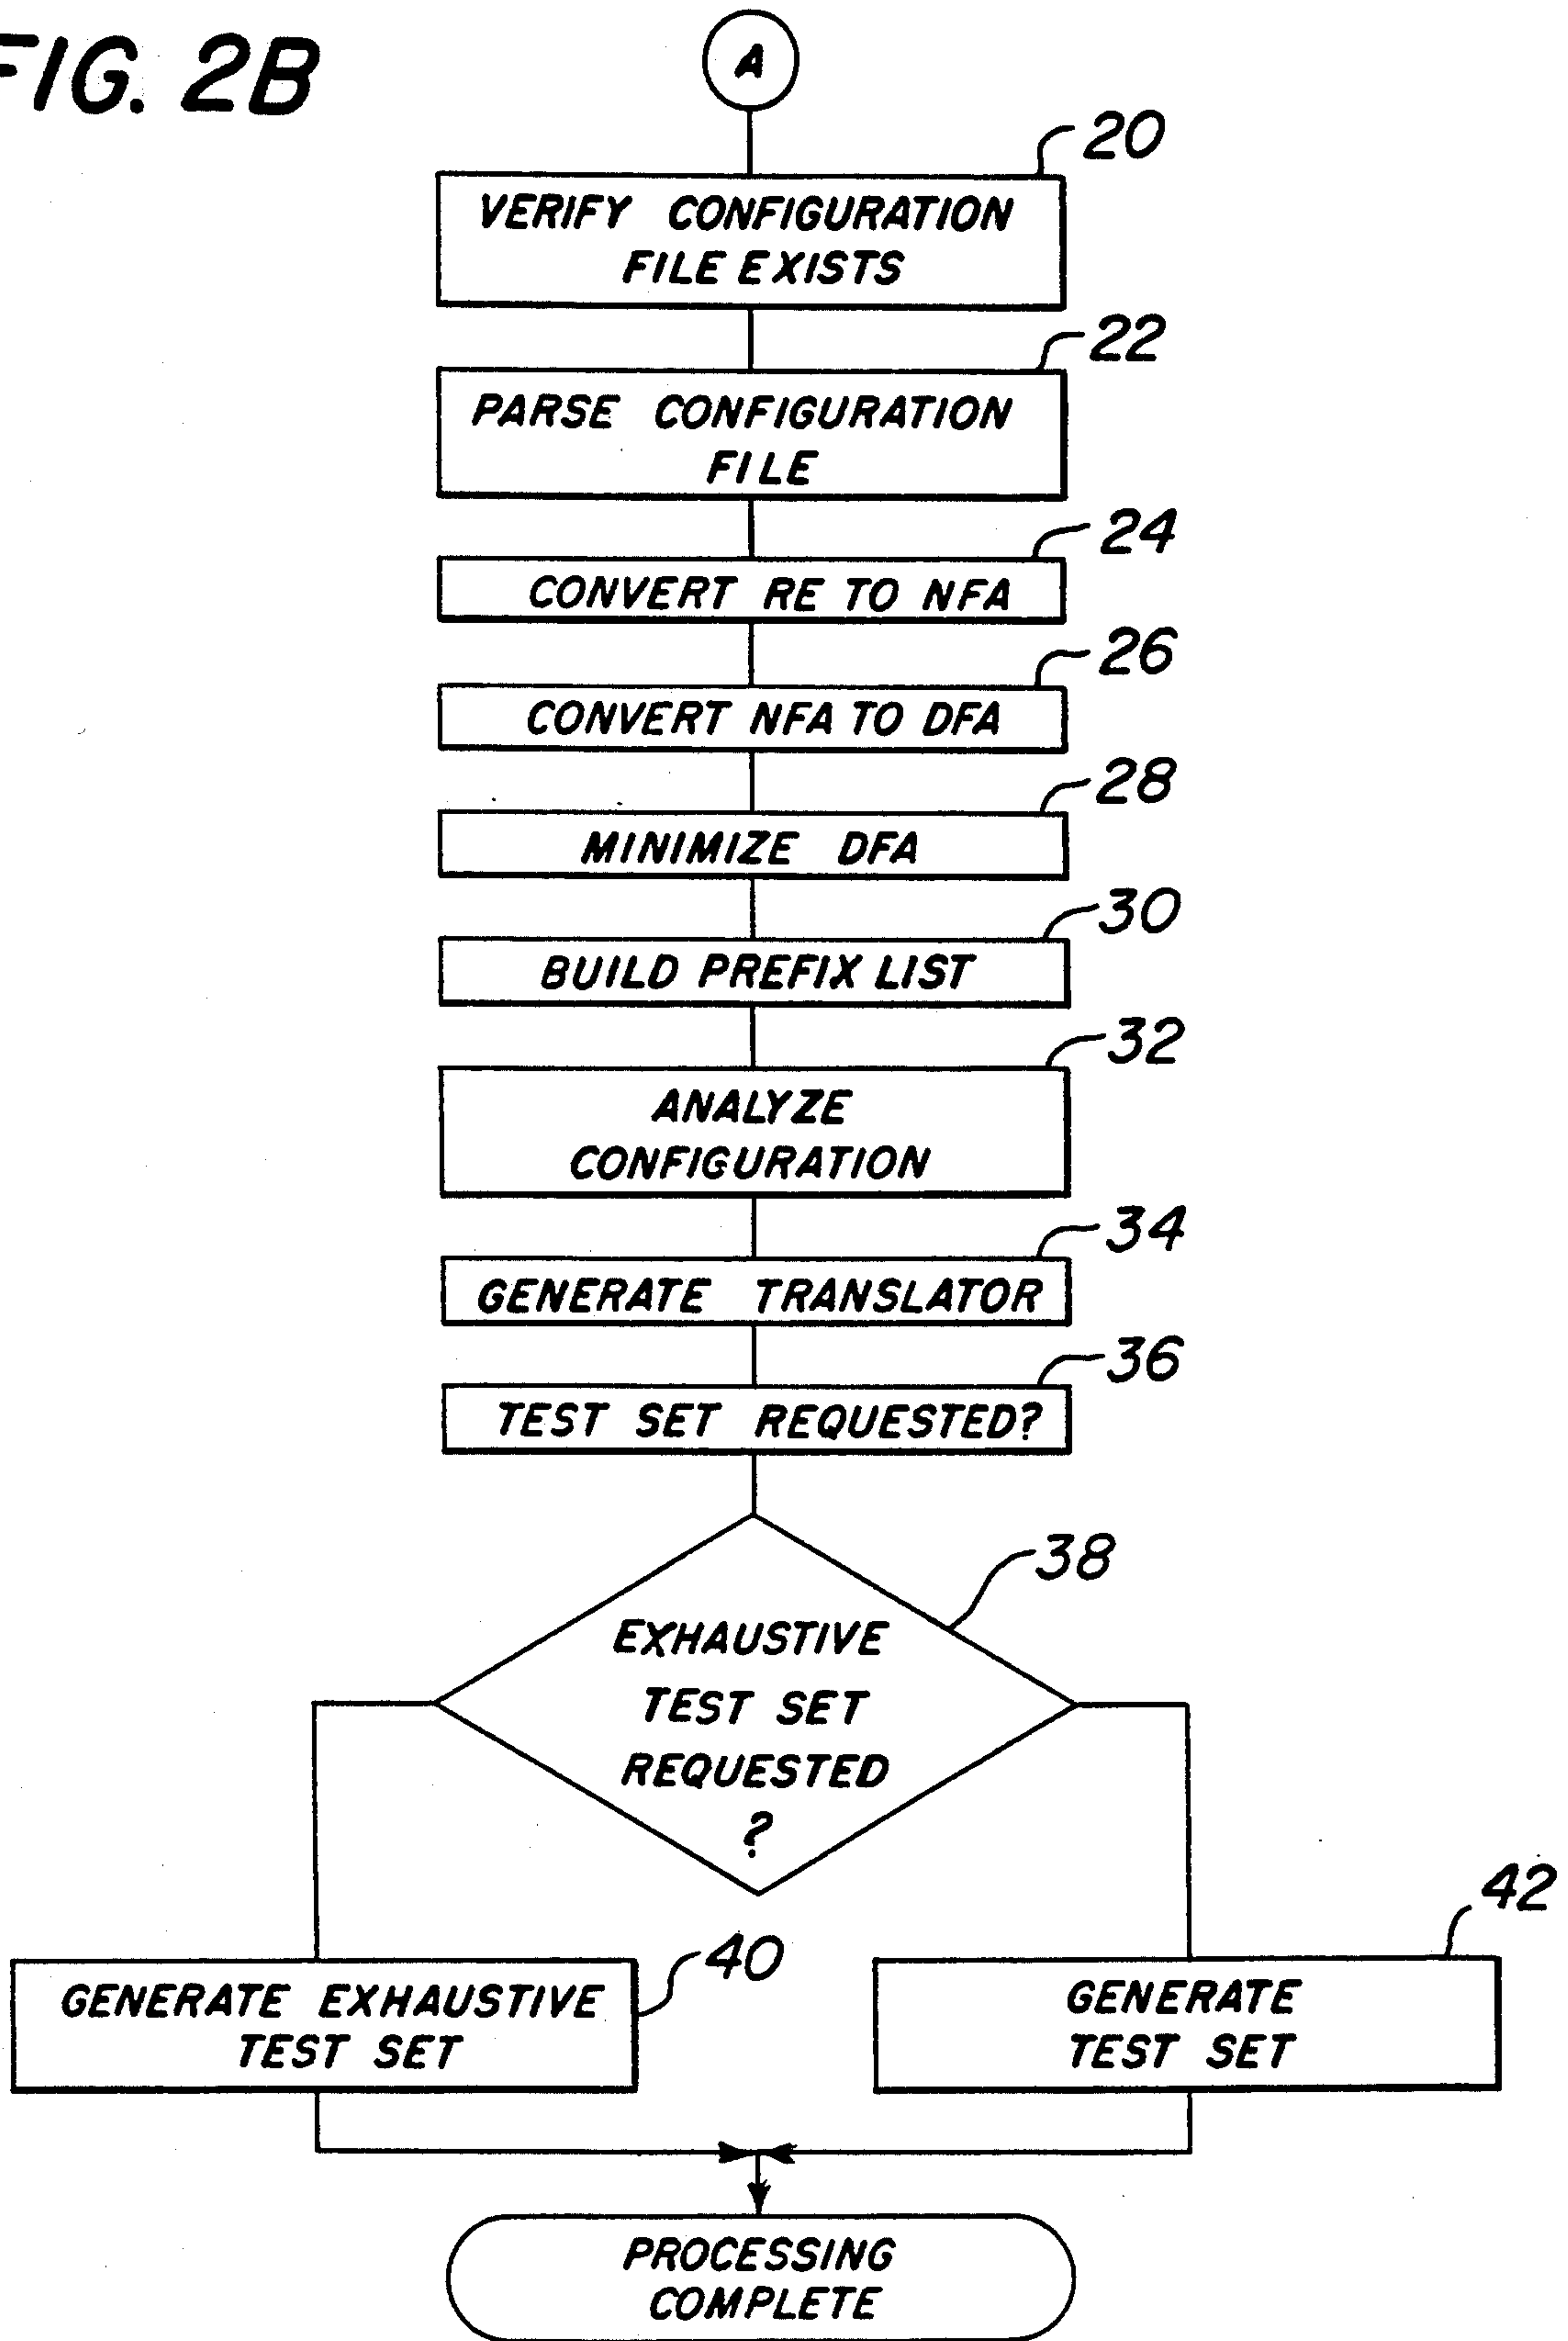 FIG. 2B
A
20
VERIFY CONFIGURATION
FILE EXISTS
22
PARSE CONFIGURATION
FILE
24
CONVERT RE TO NFA
26
CONVERT NFA TO DFA
28
MINIMIZE DFA
30
BUILD PREFIX LIST
32
ANALYZE
CONFIGURATION
34
GENERATE TRANSLATOR
36
TEST SET REQUESTED?
38
EXHAUSTIVE
TEST SET
REQUESTED
?
40
GENERATE EXHAUSTIVE
TEST SET
42
GENERATE
TEST SET
PROCESSING
COMPLETE